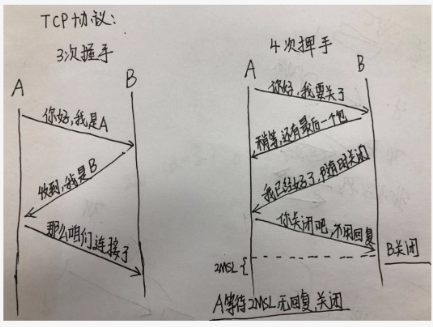 TCP协议:
3次握手
A
B
你好,我是A
收到,我是B
那么咱们连接了
4次挥手
A
B
你好,我要关了
稍等,还有最后一个包
我已经好了,申请关闭
你关闭吧,不用回复
B关闭
2MSL
A等待2MSL无回复,关闭